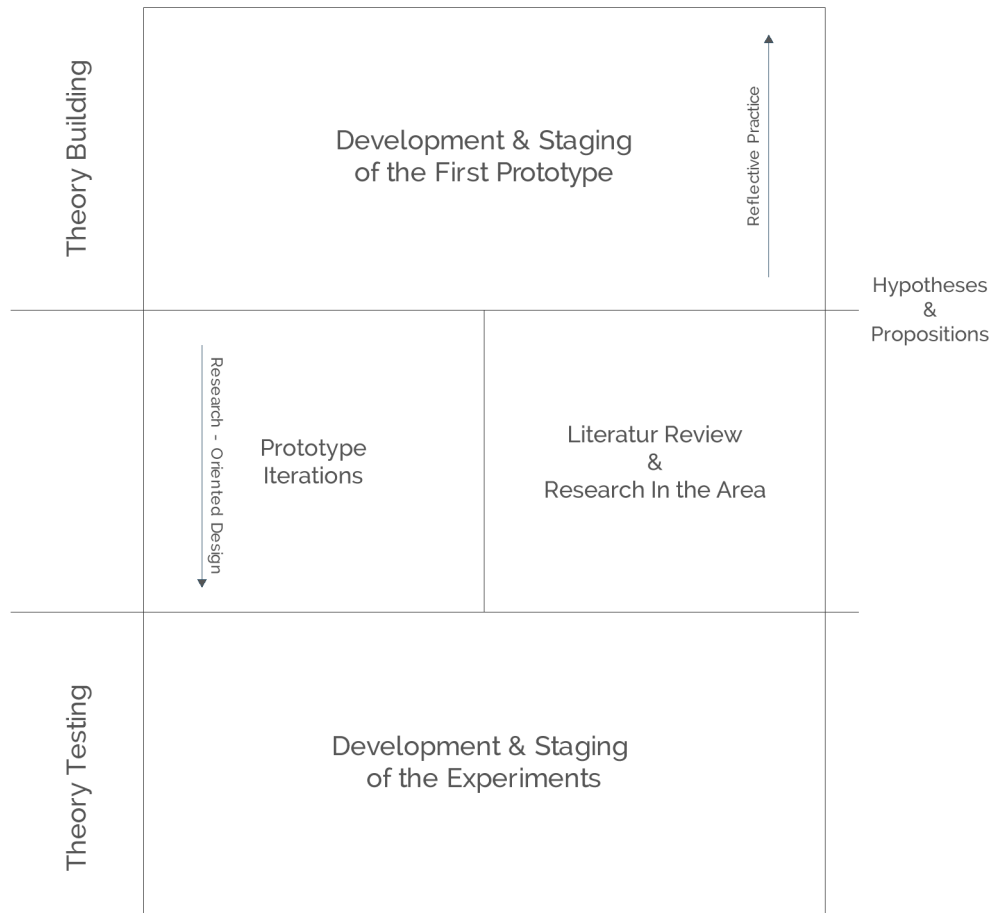 Theory Building
Development & Staging
of the First Prototype
Reflective Practice
Hypotheses
&
Propositions
Research - Oriented Design
Prototype
Iterations
Literatur Review
&
Research In the Area
Theory Testing
Development & Staging
of the Experiments